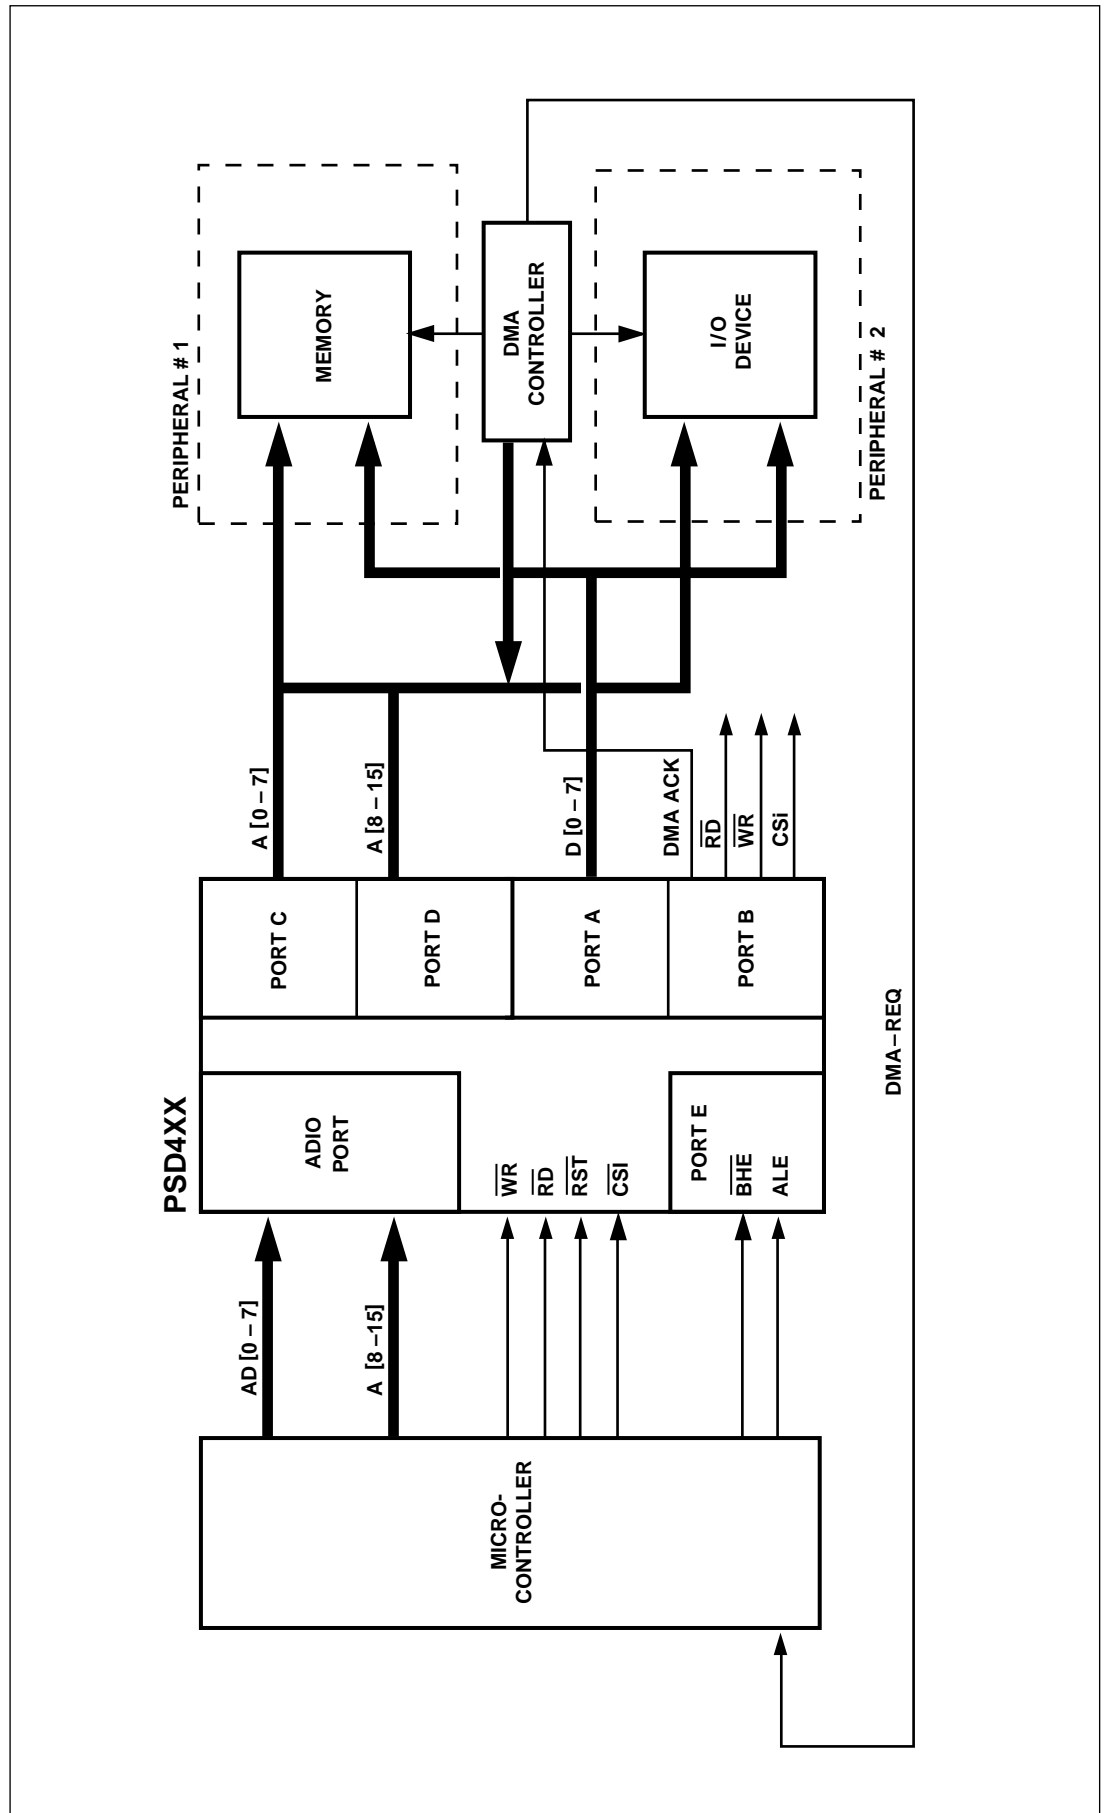 PSD4XX
MICRO-
CONTROLLER
AD [0 – 7]
A [8 –15]
ADIO
PORT
WR
RD
RST
CSI
PORT E
BHE
ALE
PORT C
PORT D
PORT A
PORT B
A [0 – 7]
A [8 – 15]
D [0 – 7]
DMA ACK
RD
WR
CSi
PERIPHERAL # 1
MEMORY
DMA
CONTROLLER
I/O
DEVICE
PERIPHERAL # 2
DMA–REQ